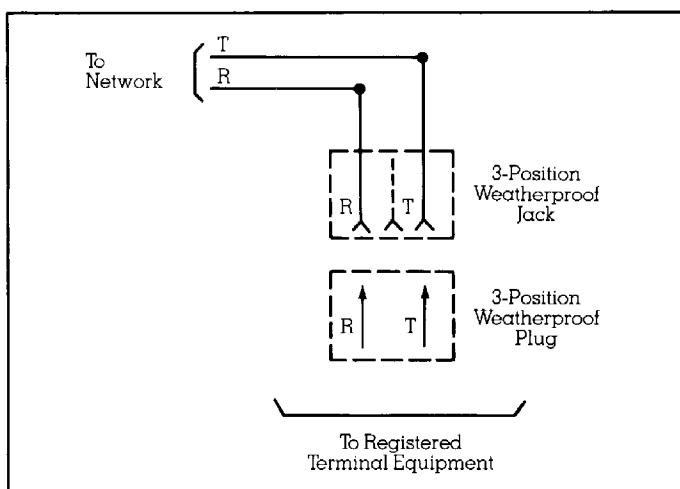 To
Network
T
R
R
T
3-Position
Weatherproof
Jack
R
T
3-Position
Weatherproof
Plug
To Registered
Terminal Equipment